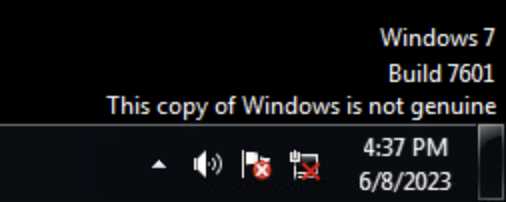 Windows 7
Build 7601
This copy of Windows is not genuine
4:37 PM
6/8/2023